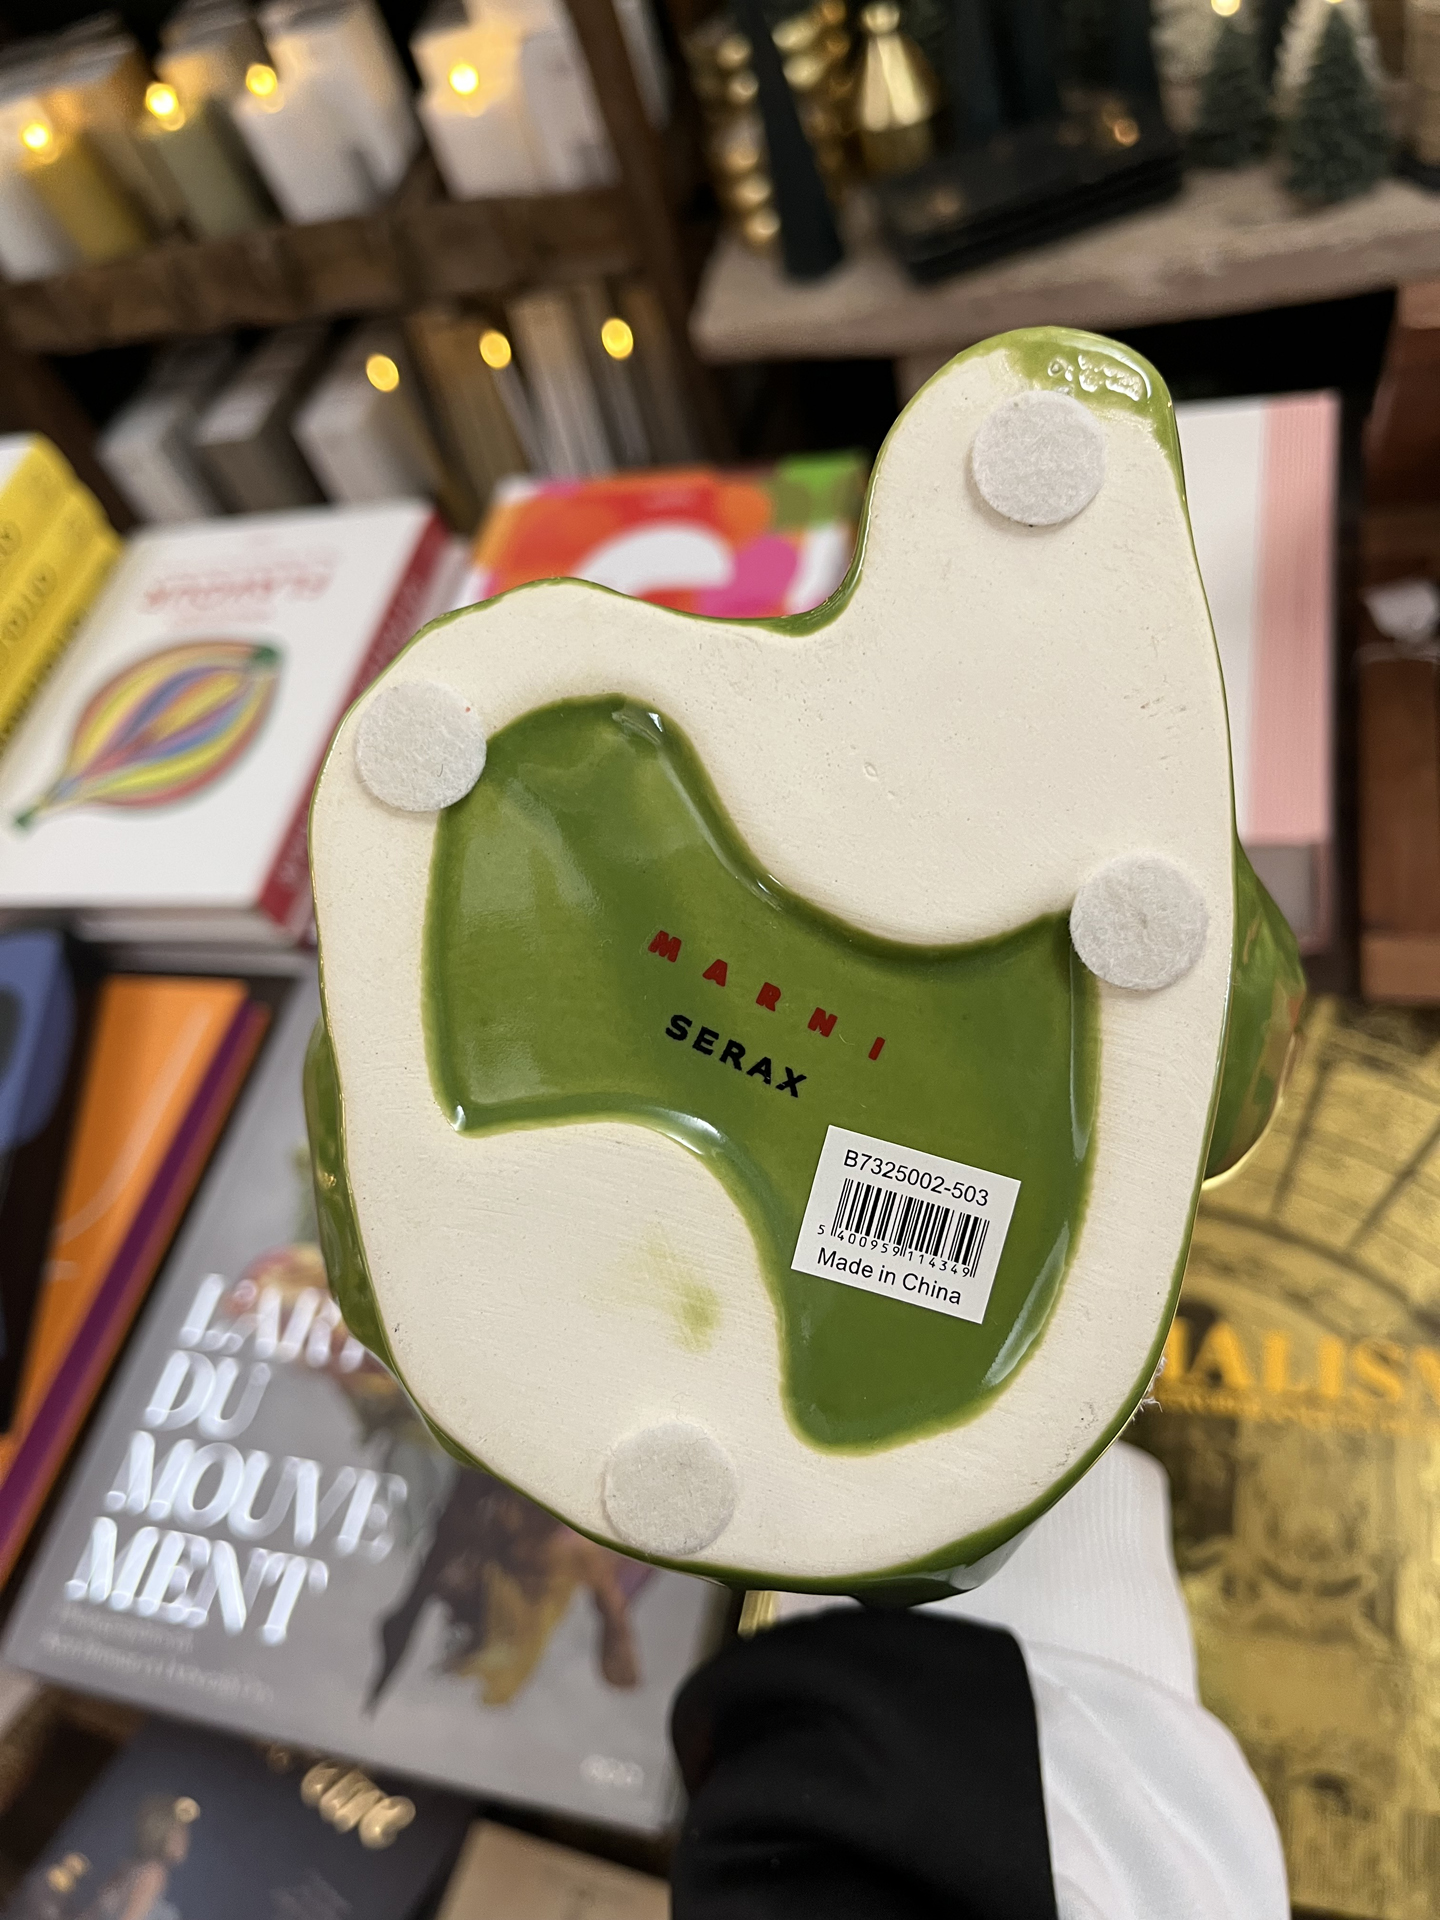 MARNI
SERAX
B7325002-503
5 400959 114349
Made in China
L'ART
DU
MOUVE
MENT